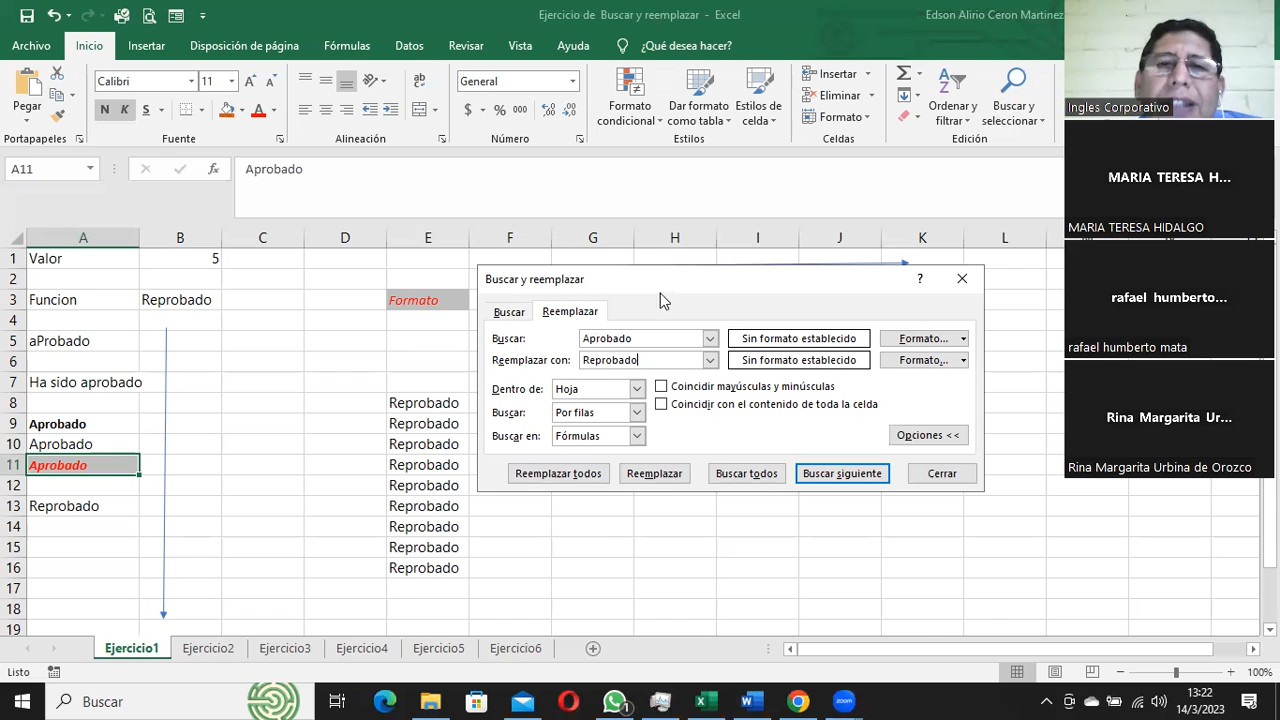 Ejercicio de Buscar y reemplazar - Excel
Edson Alirio Ceron Martinez
Archivo Inicio Insertar Disposición de página Fórmulas Datos Revisar Vista Ayuda ¿Qué desea hacer?
Pegar
Calibri 11
N K S
General
$ % 000
Formato condicional
Dar formato como tabla
Estilos de celda
Insertar
Eliminar
Formato
Ordenar y filtrar
Buscar y seleccionar
Portapapeles Fuente Alineación Número Estilos Celdas Edición
A11 fx Aprobado
A B C D E F G H I J K L
1 Valor 5
2
3 Funcion Reprobado Formato
4
5 aProbado
6
7 Ha sido aprobado
8 Reprobado
9 Aprobado Reprobado
10 Aprobado Reprobado
11 Aprobado Reprobado
12 Reprobado
13 Reprobado Reprobado
14 Reprobado
15 Reprobado
16 Reprobado
17
18
19
Buscar y reemplazar ?
Buscar Reemplazar
Buscar: Aprobado Sin formato establecido Formato...
Reemplazar con: Reprobado Sin formato establecido Formato...
Dentro de: Hoja Coincidir mayúsculas y minúsculas
Buscar: Por filas Coincidir con el contenido de toda la celda
Buscar en: Fórmulas Opciones <<
Reemplazar todos Reemplazar Buscar todos Buscar siguiente Cerrar
Ingles Corporativo
MARIA TERESA H...
MARIA TERESA HIDALGO
rafael humberto...
rafael humberto mata
Rina Margarita Ur...
Rina Margarita Urbina de Orozco
Ejercicio1 Ejercicio2 Ejercicio3 Ejercicio4 Ejercicio5 Ejercicio6
Listo 100%
Buscar
1
13:22
14/3/2023